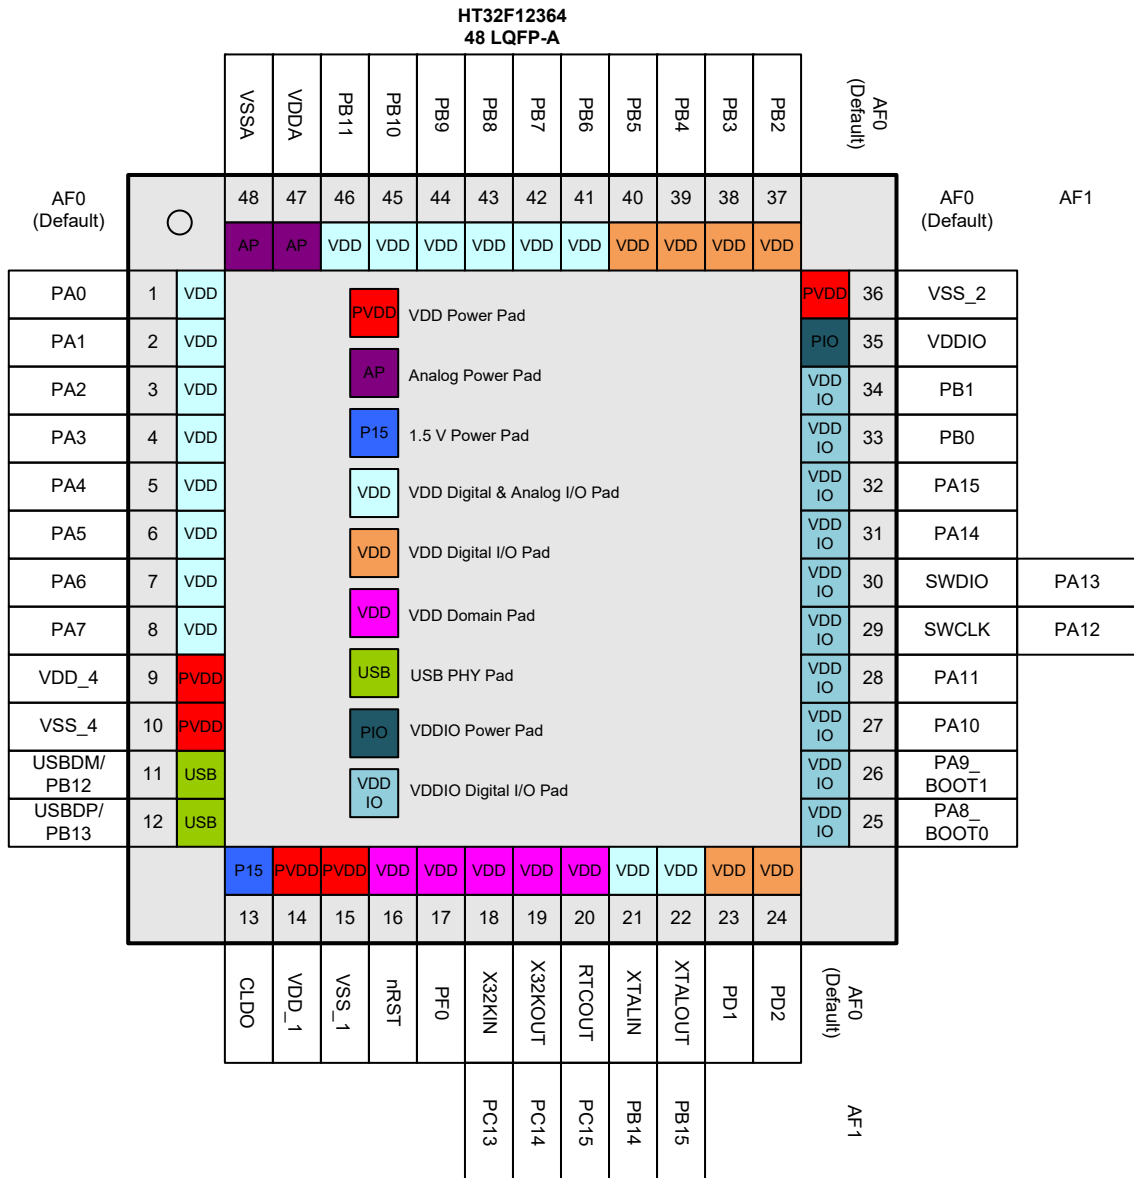 HT32F12364
48 LQFP-A
VSSA VDDA PB11 PB10 PB9 PB8 PB7 PB6 PB5 PB4 PB3 PB2 AF0 (Default)
AF0
(Default)
48 47 46 45 44 43 42 41 40 39 38 37
AP AP VDD VDD VDD VDD VDD VDD VDD VDD VDD VDD
AF0
(Default)
AF1
PA0 1 VDD
PA1 2 VDD
PA2 3 VDD
PA3 4 VDD
PA4 5 VDD
PA5 6 VDD
PA6 7 VDD
PA7 8 VDD
VDD_4 9 PVDD
VSS_4 10 PVDD
USBDM/
PB12
11 USB
USBDP/
PB13
12 USB
PVDD VDD Power Pad
AP Analog Power Pad
P15 1.5 V Power Pad
VDD VDD Digital & Analog I/O Pad
VDD VDD Digital I/O Pad
VDD VDD Domain Pad
USB USB PHY Pad
PIO VDDIO Power Pad
VDD
IO
VDDIO Digital I/O Pad
PVDD 36 VSS_2
PIO 35 VDDIO
VDD
IO
34 PB1
VDD
IO
33 PB0
VDD
IO
32 PA15
VDD
IO
31 PA14
VDD
IO
30 SWDIO PA13
VDD
IO
29 SWCLK PA12
VDD
IO
28 PA11
VDD
IO
27 PA10
VDD
IO
26 PA9_
BOOT1
VDD
IO
25 PA8_
BOOT0
P15 PVDD PVDD VDD VDD VDD VDD VDD VDD VDD VDD VDD
13 14 15 16 17 18 19 20 21 22 23 24
CLDO VDD_1 VSS_1 nRST PF0 X32KIN X32KOUT RTCOUT XTALIN XTALOUT PD1 PD2 AF0 (Default)
PC13 PC14 PC15 PB14 PB15 AF1